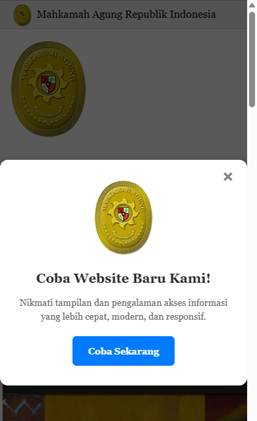 Mahkamah Agung Republik Indonesia
×
Coba Website Baru Kami!
Nikmati tampilan dan pengalaman akses informasi
yang lebih cepat, modern, dan responsif.
Coba Sekarang